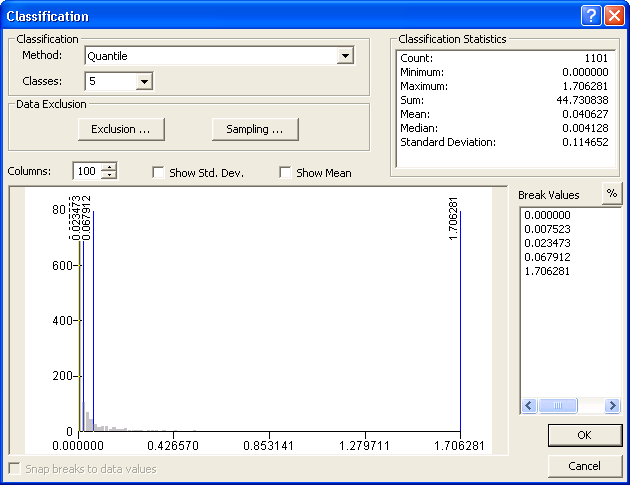 Classification
Classification
Method: Quantile
Classes: 5
Data Exclusion
Exclusion ...
Sampling ...
Classification Statistics
Count: 1101
Minimum: 0.000000
Maximum: 1.706281
Sum: 44.730838
Mean: 0.040627
Median: 0.004128
Standard Deviation: 0.114652
Columns: 100
Show Std. Dev.
Show Mean
Break Values
%
0.000000
0.007523
0.023473
0.067912
1.706281
80
600
400
200
0
0.023473
0.067912
1.706281
0.000000 0.426570 0.853141 1.279711 1.706281
Snap breaks to data values
OK
Cancel